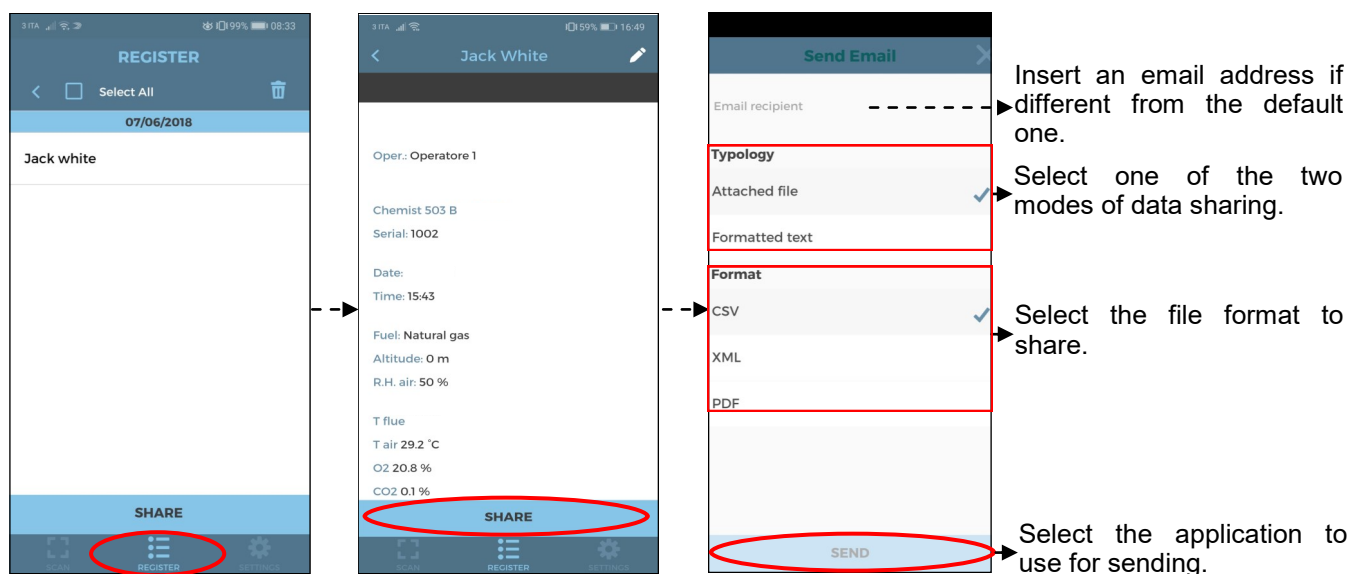 3 ITA 99% 08:33
REGISTER
Select All
07/06/2018
Jack white
SHARE
SCAN REGISTER SETTINGS
3 ITA 59% 16:49
Jack White
Oper.: Operatore 1
Chemist 503 B
Serial: 1002
Date:
Time: 15:43
Fuel: Natural gas
Altitude: 0 m
R.H. air: 50 %
T flue
T air 29.2 °C
O2 20.8 %
CO2 0.1 %
SHARE
SCAN REGISTER SETTINGS
Send Email
Email recipient
Typology
Attached file
Formatted text
Format
CSV
XML
PDF
SEND
Insert an email address if
different from the default
one.
Select one of the two
modes of data sharing.
Select the file format to
share.
Select the application to
use for sending.